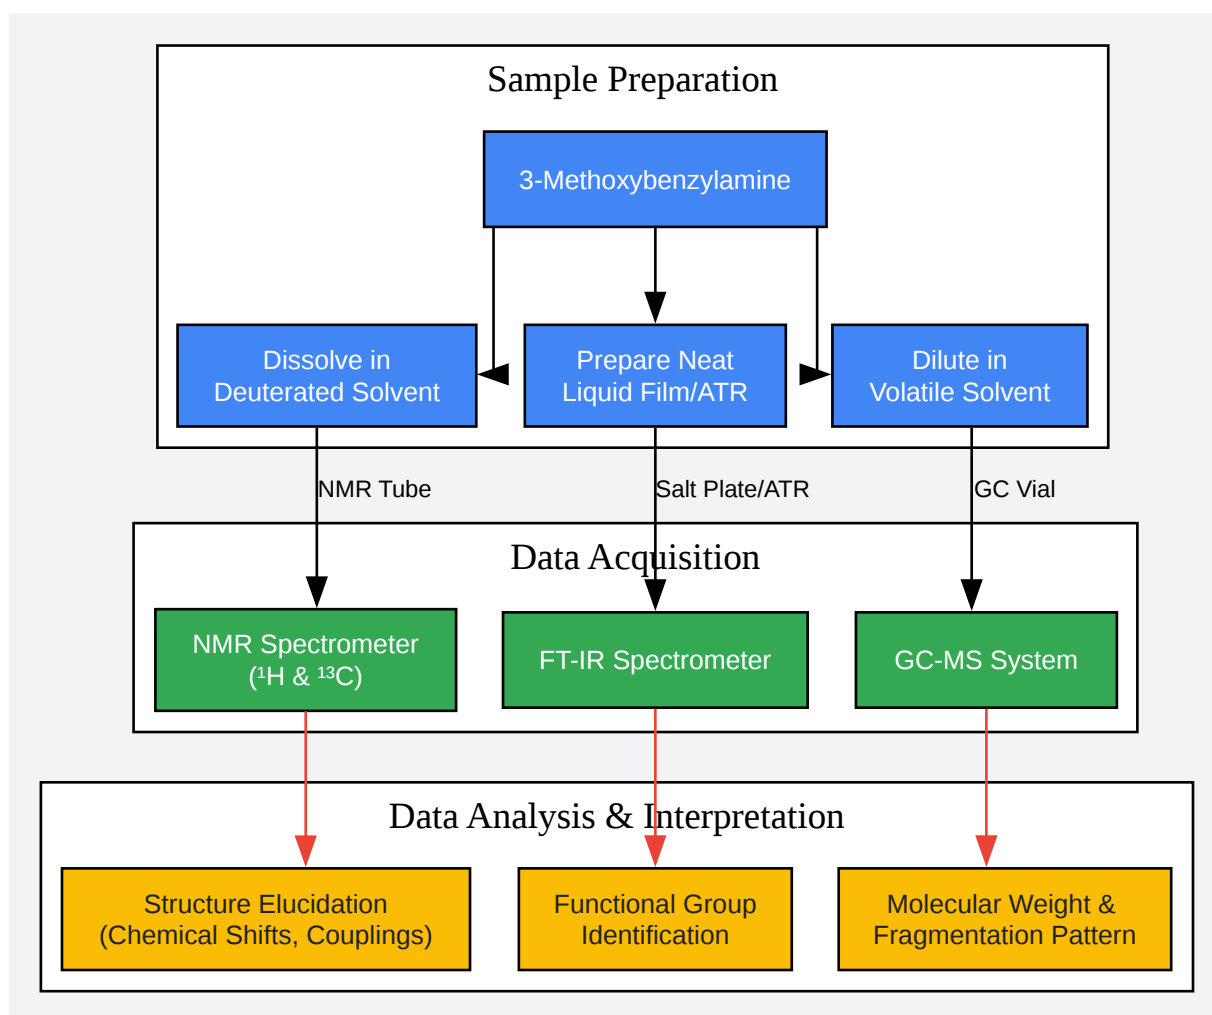 Sample Preparation
3-Methoxybenzylamine
Dissolve in
Deuterated Solvent
Prepare Neat
Liquid Film/ATR
Dilute in
Volatile Solvent
NMR Tube
Salt Plate/ATR
GC Vial
Data Acquisition
NMR Spectrometer
(¹H & ¹³C)
FT-IR Spectrometer
GC-MS System
Data Analysis & Interpretation
Structure Elucidation
(Chemical Shifts, Couplings)
Functional Group
Identification
Molecular Weight &
Fragmentation Pattern